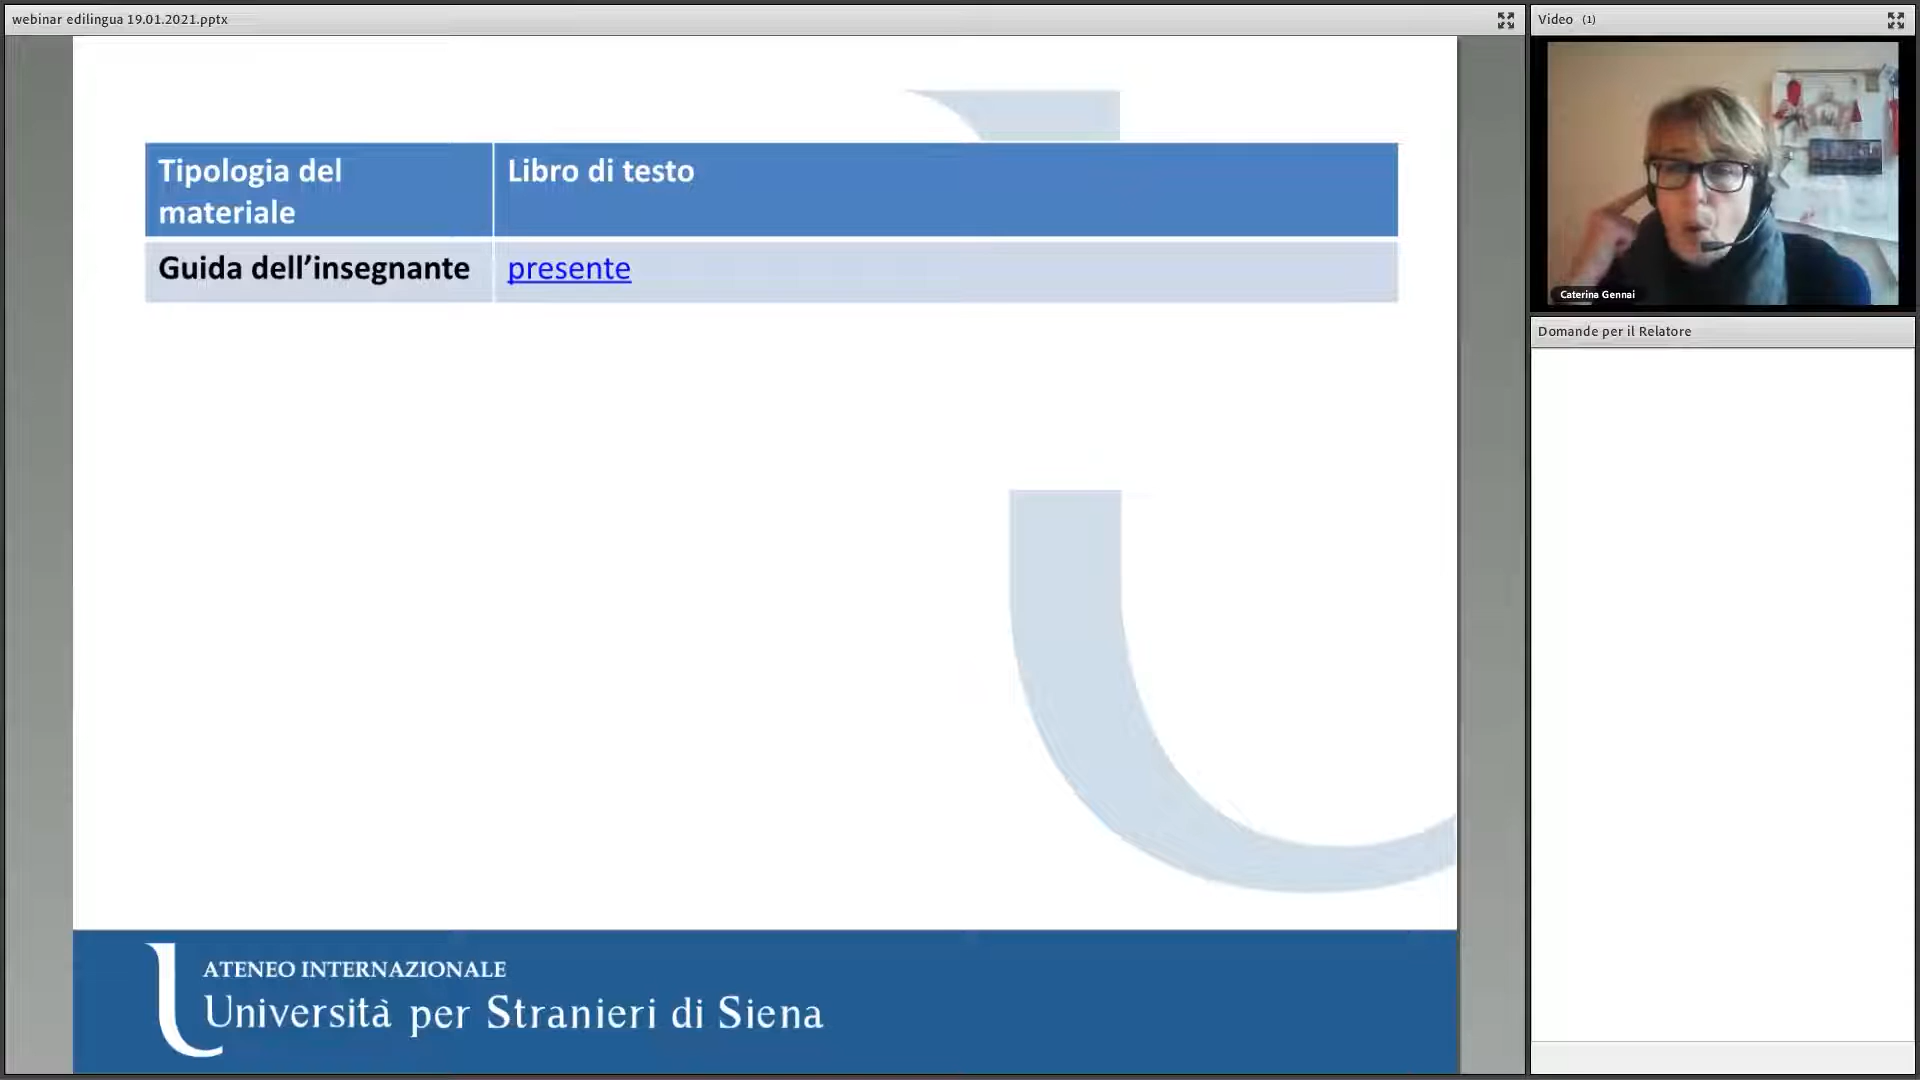 webinar edilingua 19.01.2021.pptx
Video (1)
Tipologia del
materiale
Libro di testo
Guida dell’insegnante
presente
Caterina Gennai
Domande per il Relatore
ATENEO INTERNAZIONALE
Università per Stranieri di Siena